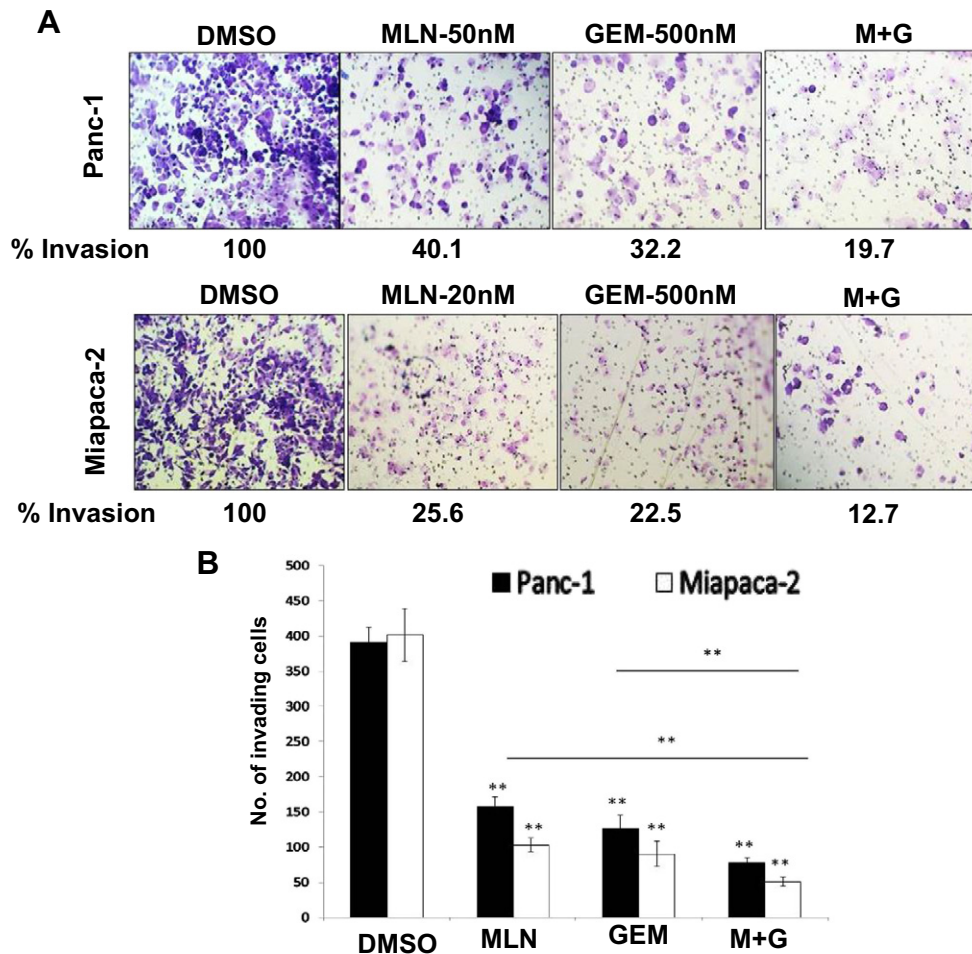 A
DMSO MLN-50nM GEM-500nM M+G
Panc-1
% Invasion 100 40.1 32.2 19.7
DMSO MLN-20nM GEM-500nM M+G
Miapaca-2
% Invasion 100 25.6 22.5 12.7
B
Panc-1 Miapaca-2
No. of invading cells
500
450
400
350
300
250
200
150
100
50
0
**
**
** **
** **
** **
DMSO MLN GEM M+G